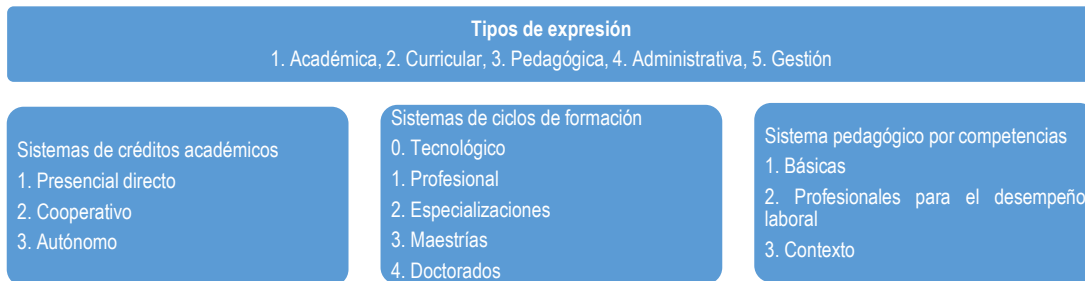 Tipos de expresión
1. Académica, 2. Curricular, 3. Pedagógica, 4. Administrativa, 5. Gestión
Sistemas de créditos académicos
1. Presencial directo
2. Cooperativo
3. Autónomo
Sistemas de ciclos de formación
0. Tecnológico
1. Profesional
2. Especializaciones
3. Maestrías
4. Doctorados
Sistema pedagógico por competencias
1. Básicas
2. Profesionales para el desempeño
laboral
3. Contexto